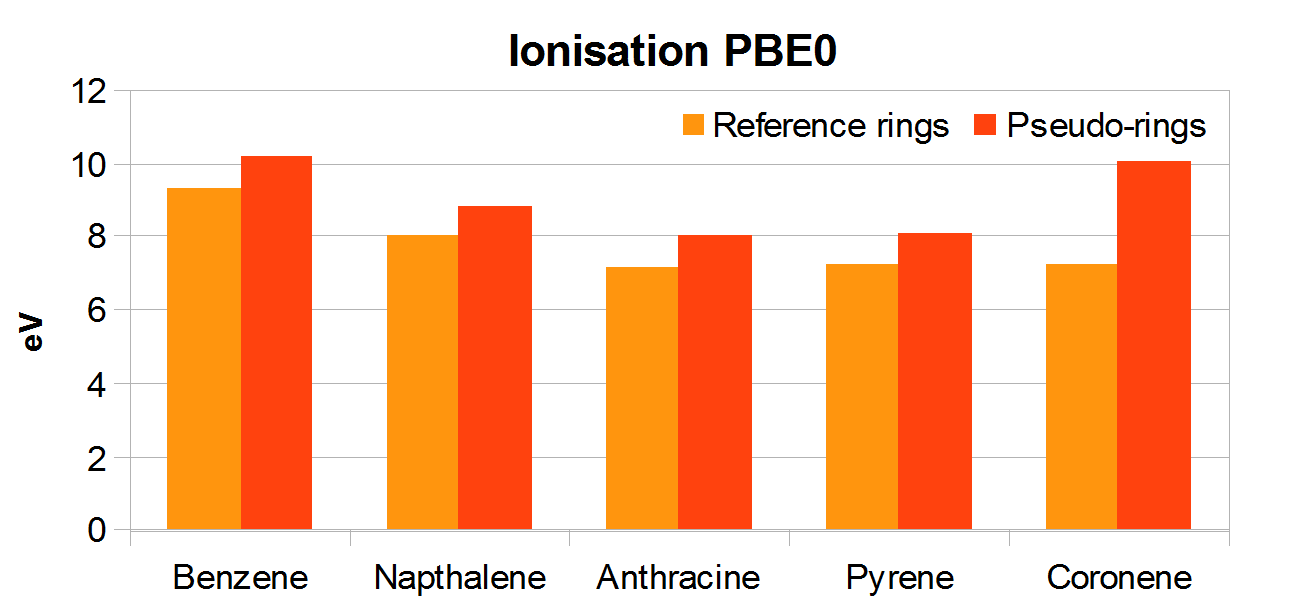 Ionisation PBE0
12
Reference rings Pseudo-rings
10
8
6
eV
4
2
0
Benzene Napthalene Anthracine Pyrene Coronene